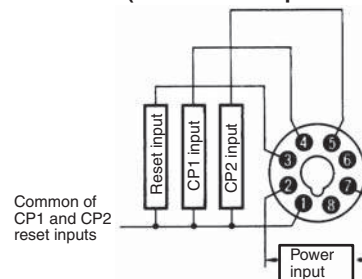 Reset input
CP1 input
CP2 input
4
5
3
6
2
7
1
8
Common of
CP1 and CP2
reset inputs
Power
input